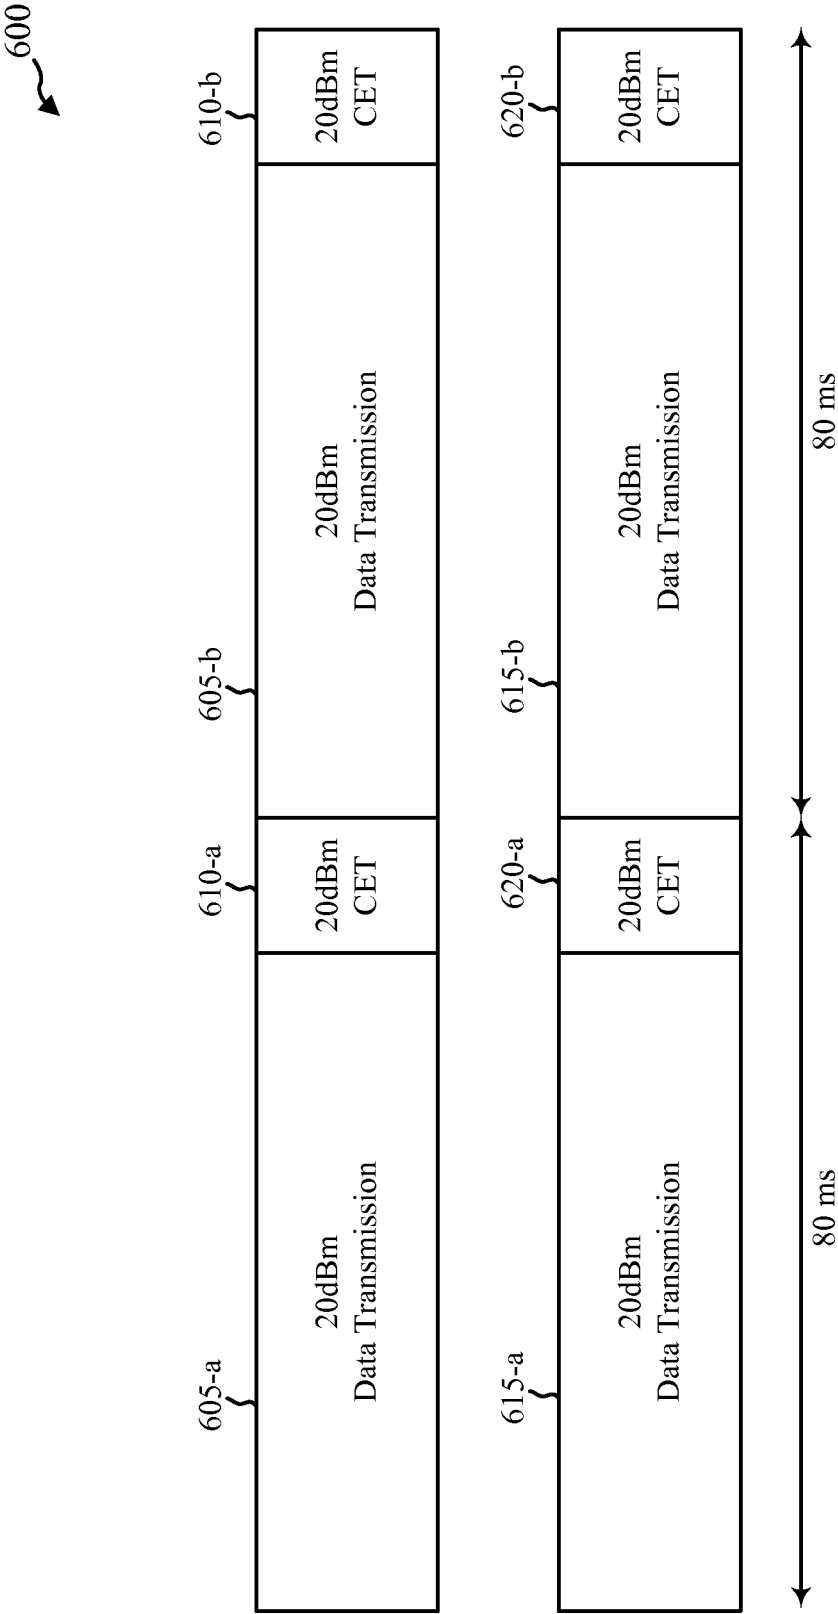 600
605-a
610-a
605-b
610-b
20dBm
Data Transmission
20dBm
CET
20dBm
Data Transmission
20dBm
CET
615-a
620-a
615-b
620-b
20dBm
Data Transmission
20dBm
CET
20dBm
Data Transmission
20dBm
CET
80 ms
80 ms